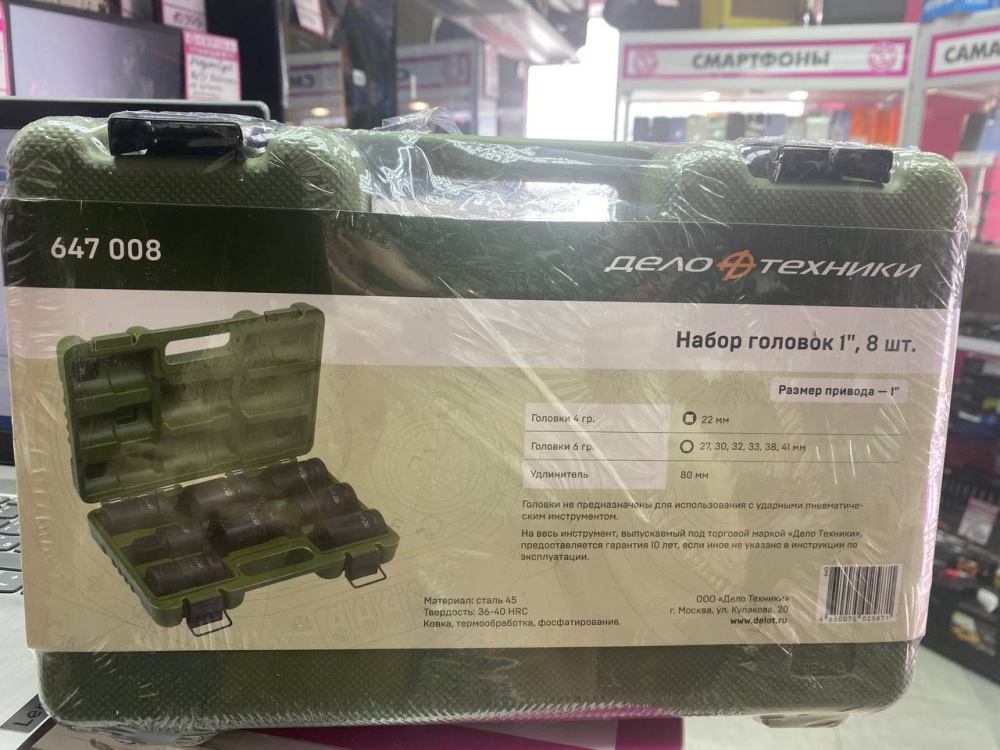 СМАРТФОНЫ
САМА
647 008
ДЕЛО ТЕХНИКИ
Набор головок 1", 8 шт.
Размер привода — 1"
Головки 4 гр. 22 мм
Головки 6 гр. 27, 30, 32, 33, 38, 41 мм
Удлинитель 80 мм
Головки не предназначены для использования с ударными пневматиче-
ским инструментом.
На весь инструмент, выпускаемый под торговой маркой «Дело Техники»,
предоставляется гарантия 10 лет, если иное не указано в инструкции по
эксплуатации.
Материал: сталь 45
Твердость: 36-40 HRC
Ковка, термообработка, фосфатирование.
ООО «Дело Техники»
г. Москва, ул. Кулакова, 20
www.delot.ru
4 650075 025871